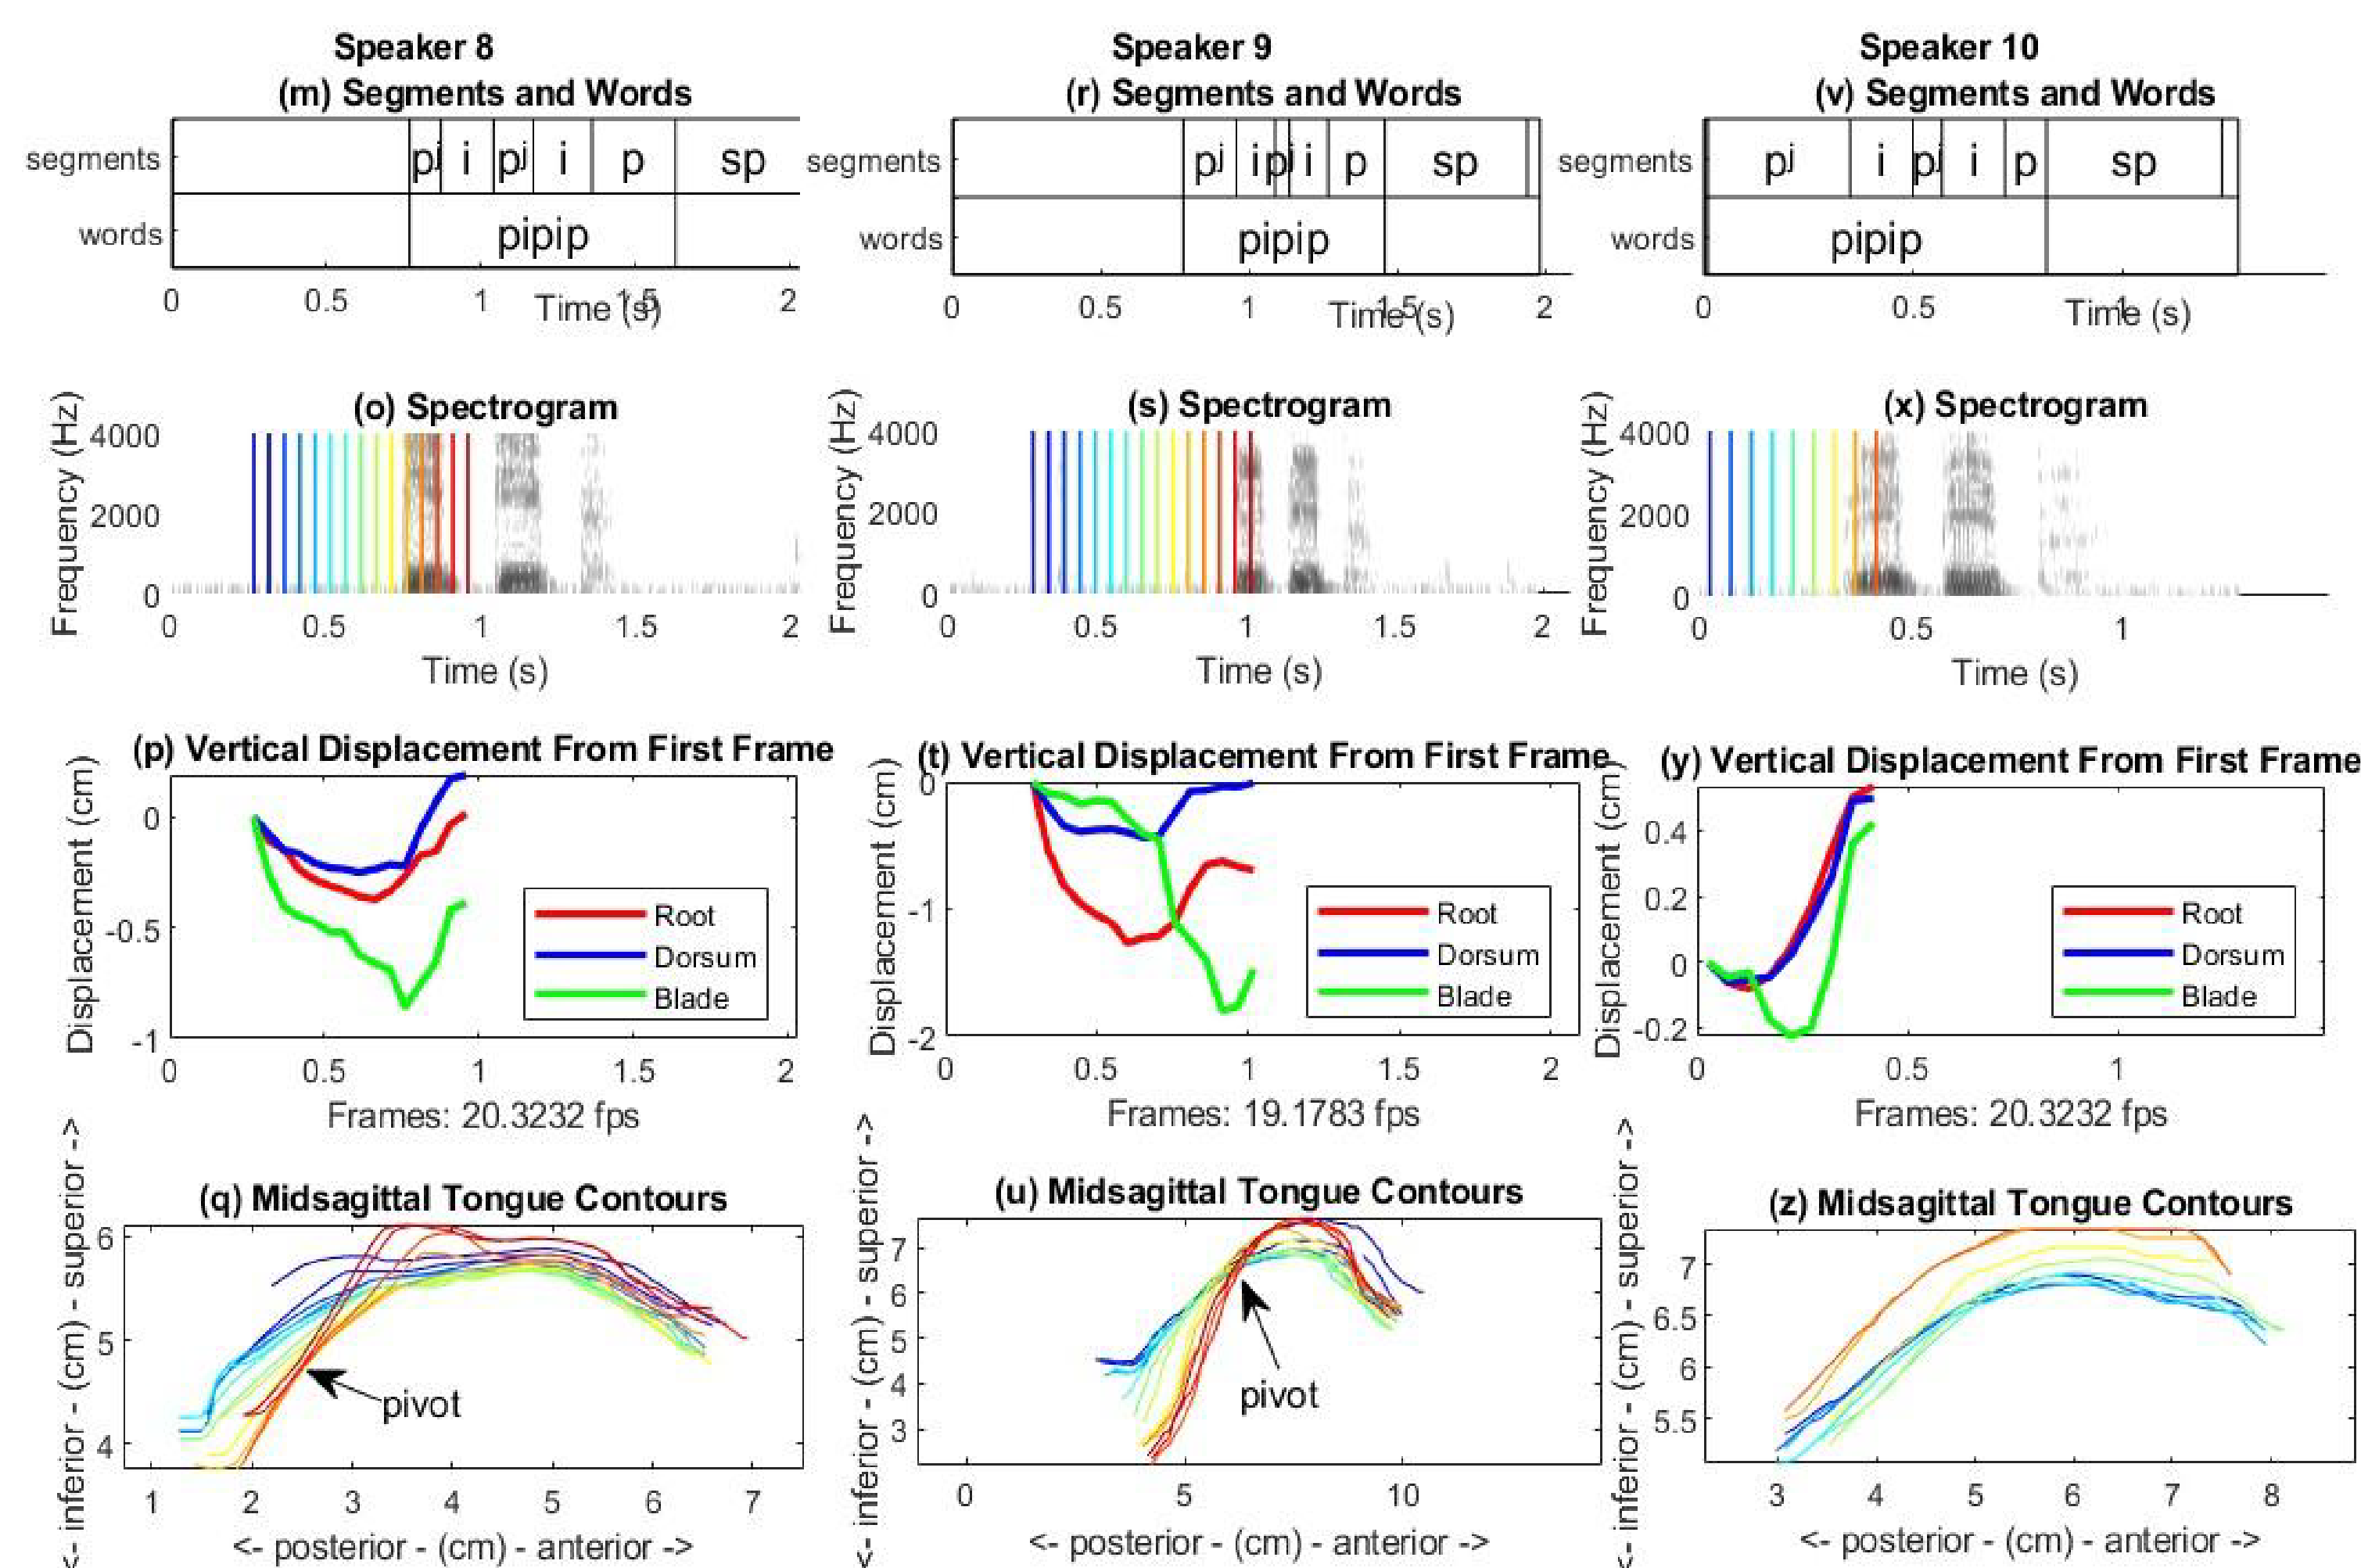 Speaker 8
(m) Segments and Words
segments
pʲ i pʲ i p sp
words
pipip
0 0.5 1 1.5 2
Time (s)
(o) Spectrogram
Frequency (Hz)
4000
2000
0
0 0.5 1 1.5 2
Time (s)
(p) Vertical Displacement From First Frame
Displacement (cm)
0
-0.5
-1
Root
Dorsum
Blade
0 0.5 1 1.5 2
Frames: 20.3232 fps
(q) Midsagittal Tongue Contours
<- inferior - (cm) - superior ->
6
5
4
pivot
1 2 3 4 5 6 7
<- posterior - (cm) - anterior ->
Speaker 9
(r) Segments and Words
segments
pʲ i pʲ i p sp
words
pipip
0 0.5 1 1.5 2
Time (s)
(s) Spectrogram
Frequency (Hz)
4000
2000
0
0 0.5 1 1.5 2
Time (s)
(t) Vertical Displacement From First Frame
Displacement (cm)
0
-1
-2
Root
Dorsum
Blade
0 0.5 1 1.5 2
Frames: 19.1783 fps
(u) Midsagittal Tongue Contours
<- inferior - (cm) - superior ->
7
6
5
4
3
pivot
0 5 10
<- posterior - (cm) - anterior ->
Speaker 10
(v) Segments and Words
segments
pʲ i pʲ i p sp
words
pipip
0 0.5 1
Time (s)
(x) Spectrogram
Frequency (Hz)
4000
2000
0
0 0.5 1
Time (s)
(y) Vertical Displacement From First Frame
Displacement (cm)
0.4
0.2
0
-0.2
Root
Dorsum
Blade
0 0.5 1
Frames: 20.3232 fps
(z) Midsagittal Tongue Contours
<- inferior - (cm) - superior ->
7
6.5
6
5.5
3 4 5 6 7 8
<- posterior - (cm) - anterior ->